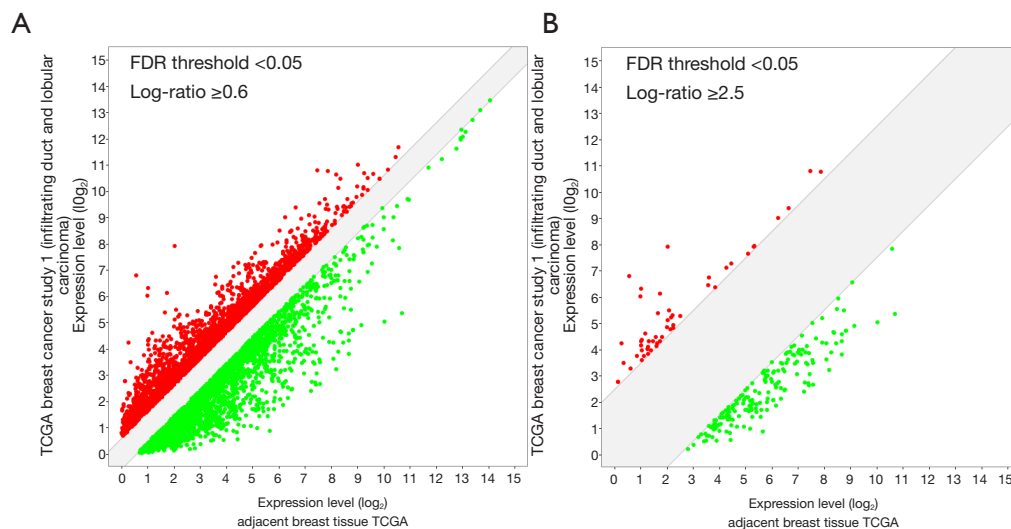 A
TCGA breast cancer study 1 (infiltrating duct and lobular
carcinoma)
Expression level (log₂)
15
14
13
12
11
10
9
8
7
6
5
4
3
2
1
0
FDR threshold <0.05
Log-ratio ≥0.6
0 1 2 3 4 5 6 7 8 9 10 11 12 13 14 15
Expression level (log₂)
adjacent breast tissue TCGA
B
TCGA breast cancer study 1 (infiltrating duct and lobular
carcinoma)
Expression level (log₂)
15
14
13
12
11
10
9
8
7
6
5
4
3
2
1
0
FDR threshold <0.05
Log-ratio ≥2.5
0 1 2 3 4 5 6 7 8 9 10 11 12 13 14 15
Expression level (log₂)
adjacent breast tissue TCGA